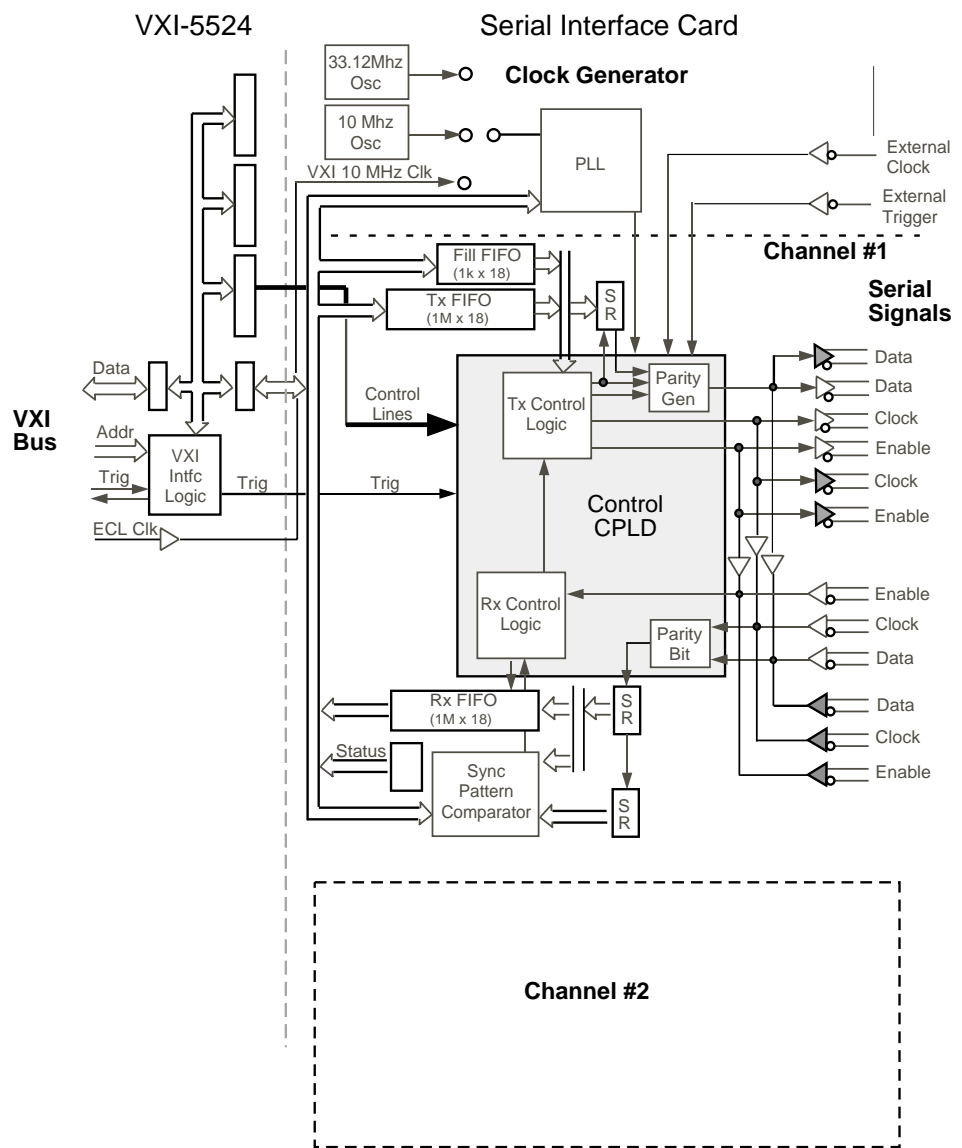 VXI-5524
Serial Interface Card
33.12Mhz
Osc
Clock Generator
10 Mhz
Osc
PLL
VXI 10 MHz Clk
External
Clock
External
Trigger
Channel #1
Fill FIFO
(1k x 18)
Tx FIFO
(1M x 18)
S
R
Serial
Signals
Data
Data
Clock
Enable
Clock
Enable
Data
VXI
Bus
Addr
Trig
VXI
Intfc
Logic
Trig
Trig
ECL Clk
Control
Lines
Tx Control
Logic
Parity
Gen
Control
CPLD
Rx Control
Logic
Parity
Bit
Enable
Clock
Data
Data
Clock
Enable
Rx FIFO
(1M x 18)
S
R
Status
Sync
Pattern
Comparator
S
R
Channel #2